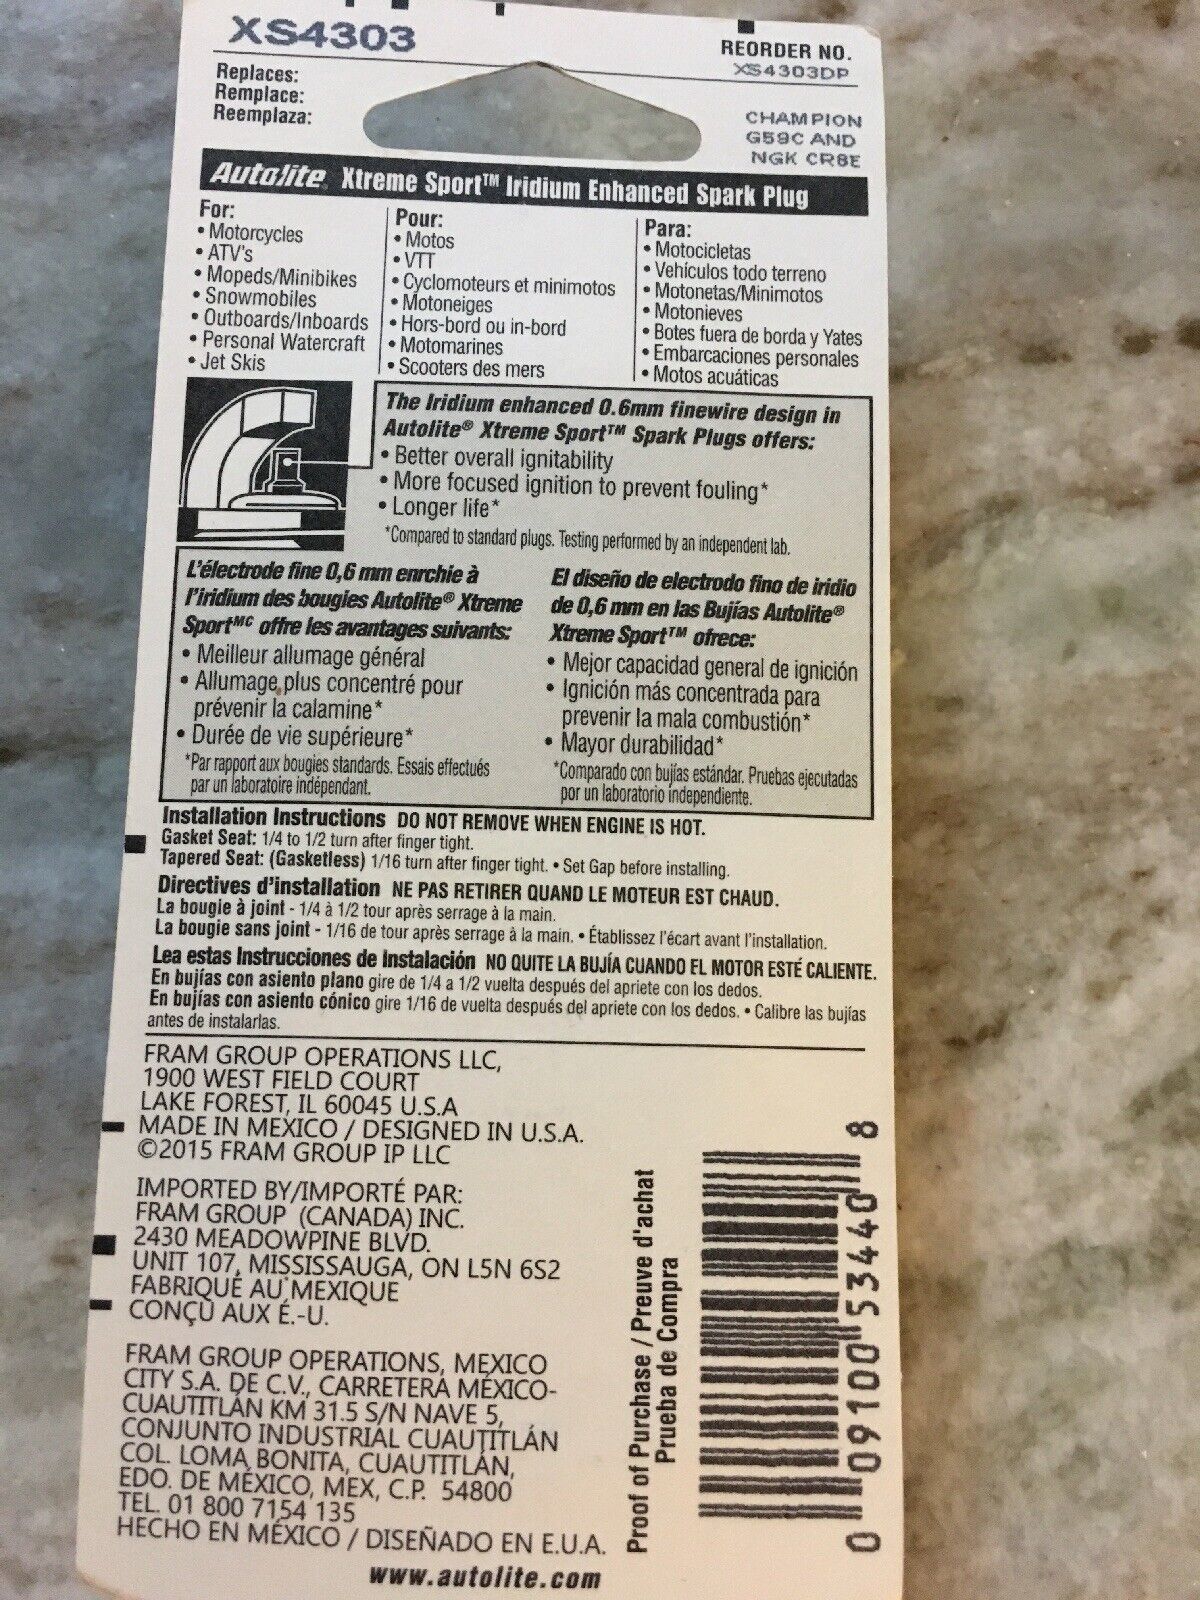 XS4303
REORDER NO.
XS4303DP
Replaces:
Remplace:
Reemplaza:
CHAMPION
G59C AND
NGK CR8E
Autolite® Xtreme Sport™ Iridium Enhanced Spark Plug
For:
• Motorcycles
• ATV's
• Mopeds/Minibikes
• Snowmobiles
• Outboards/Inboards
• Personal Watercraft
• Jet Skis
Pour:
• Motos
• VTT
• Cyclomoteurs et minimotos
• Motoneiges
• Hors-bord ou in-bord
• Motomarines
• Scooters des mers
Para:
• Motocicletas
• Vehículos todo terreno
• Motonetas/Minimotos
• Motonieves
• Botes fuera de borda y Yates
• Embarcaciones personales
• Motos acuáticas
The Iridium enhanced 0.6mm finewire design in
Autolite® Xtreme Sport™ Spark Plugs offers:
• Better overall ignitability
• More focused ignition to prevent fouling*
• Longer life*
*Compared to standard plugs. Testing performed by an independent lab.
L'électrode fine 0,6 mm enrchie à
l'iridium des bougies Autolite® Xtreme
Sportᴹᶜ offre les avantages suivants:
• Meilleur allumage général
• Allumage plus concentré pour
prévenir la calamine*
• Durée de vie supérieure*
*Par rapport aux bougies standards. Essais effectués
par un laboratoire indépendant.
El diseño de electrodo fino de iridio
de 0,6 mm en las Bujías Autolite®
Xtreme Sport™ ofrece:
• Mejor capacidad general de ignición
• Ignición más concentrada para
prevenir la mala combustión*
• Mayor durabilidad*
*Comparado con bujías estándar. Pruebas ejecutadas
por un laboratorio independiente.
Installation Instructions DO NOT REMOVE WHEN ENGINE IS HOT.
Gasket Seat: 1/4 to 1/2 turn after finger tight.
Tapered Seat: (Gasketless) 1/16 turn after finger tight. • Set Gap before installing.
Directives d'installation NE PAS RETIRER QUAND LE MOTEUR EST CHAUD.
La bougie à joint - 1/4 à 1/2 tour après serrage à la main.
La bougie sans joint - 1/16 de tour après serrage à la main. • Établissez l'écart avant l'installation.
Lea estas Instrucciones de Instalación NO QUITE LA BUJÍA CUANDO EL MOTOR ESTÉ CALIENTE.
En bujías con asiento plano gire de 1/4 a 1/2 vuelta después del apriete con los dedos.
En bujías con asiento cónico gire 1/16 de vuelta después del apriete con los dedos. • Calibre las bujías
antes de instalarlas.
FRAM GROUP OPERATIONS LLC,
1900 WEST FIELD COURT
LAKE FOREST, IL 60045 U.S.A
MADE IN MEXICO / DESIGNED IN U.S.A.
©2015 FRAM GROUP IP LLC
IMPORTED BY/IMPORTÉ PAR:
FRAM GROUP (CANADA) INC.
2430 MEADOWPINE BLVD.
UNIT 107, MISSISSAUGA, ON L5N 6S2
FABRIQUÉ AU MEXIQUE
CONÇU AUX É.-U.
FRAM GROUP OPERATIONS, MEXICO
CITY S.A. DE C.V., CARRETERA MÉXICO-
CUAUTITLÁN KM 31.5 S/N NAVE 5,
CONJUNTO INDUSTRIAL CUAUTITLÁN
COL. LOMA BONITA, CUAUTITLÁN,
EDO. DE MÉXICO, MEX, C.P. 54800
TEL. 01 800 7154 135
HECHO EN MÉXICO / DISEÑADO EN E.U.A.
www.autolite.com
Proof of Purchase / Preuve d'achat
Prueba de Compra
0 09100 53440 8